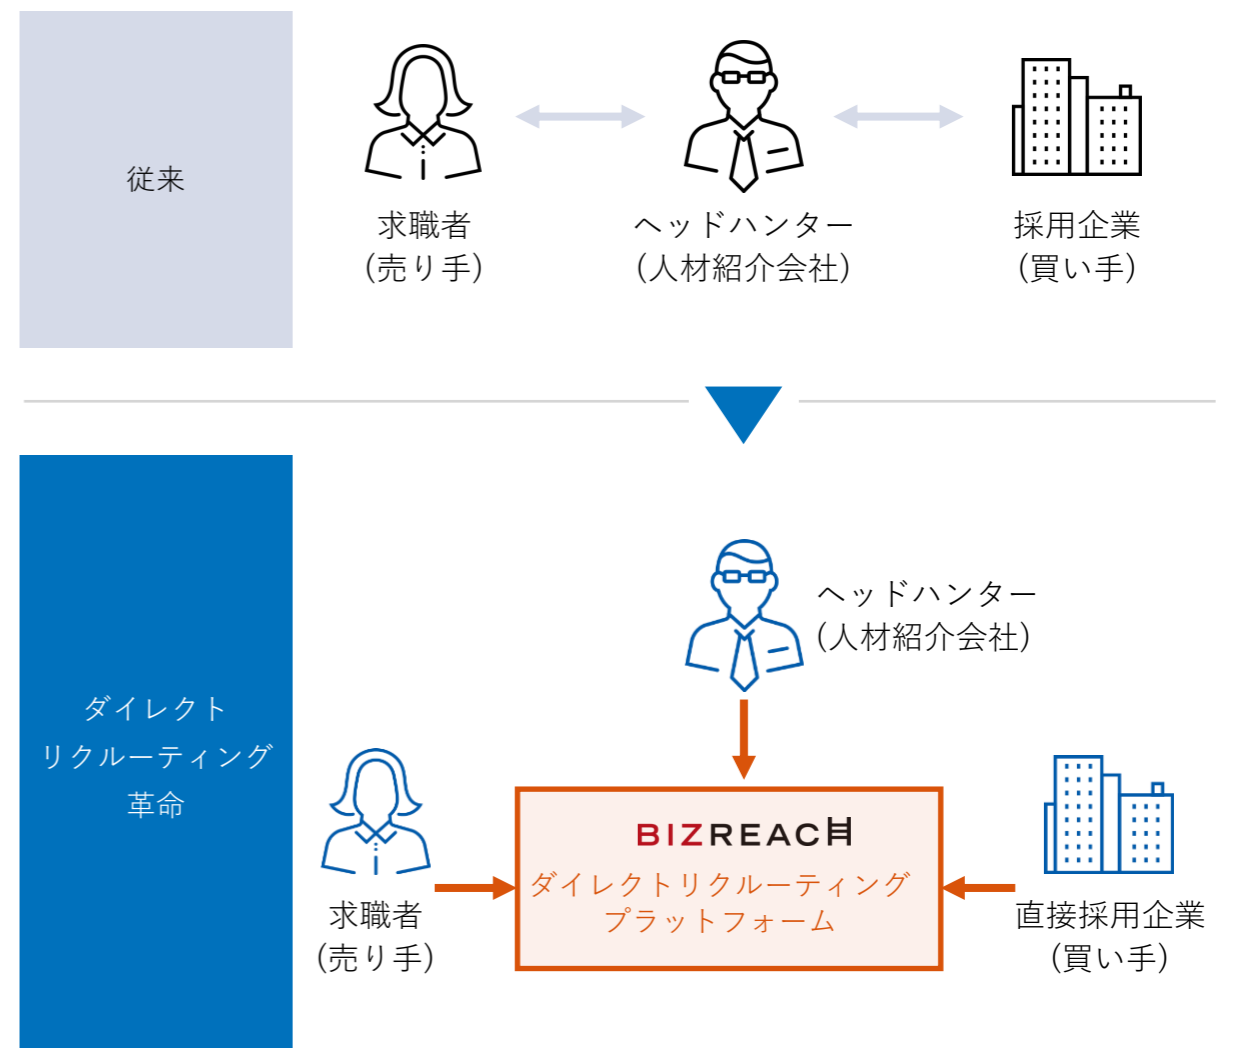 従来
求職者
(売り手)
ヘッドハンター
(人材紹介会社)
採用企業
(買い手)
ダイレクト
リクルーティング
革命
ヘッドハンター
(人材紹介会社)
求職者
(売り手)
BIZREACH
ダイレクトリクルーティング
プラットフォーム
直接採用企業
(買い手)